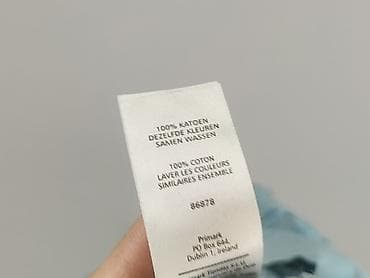 100% KATOEN
DEZELFDE KLEUREN
SAMEN WASSEN
100% COTON
LAVER LES COULEURS
SIMILAIRES ENSEMBLE
86878
Primark
PO Box 644,
Dublin 1, Ireland